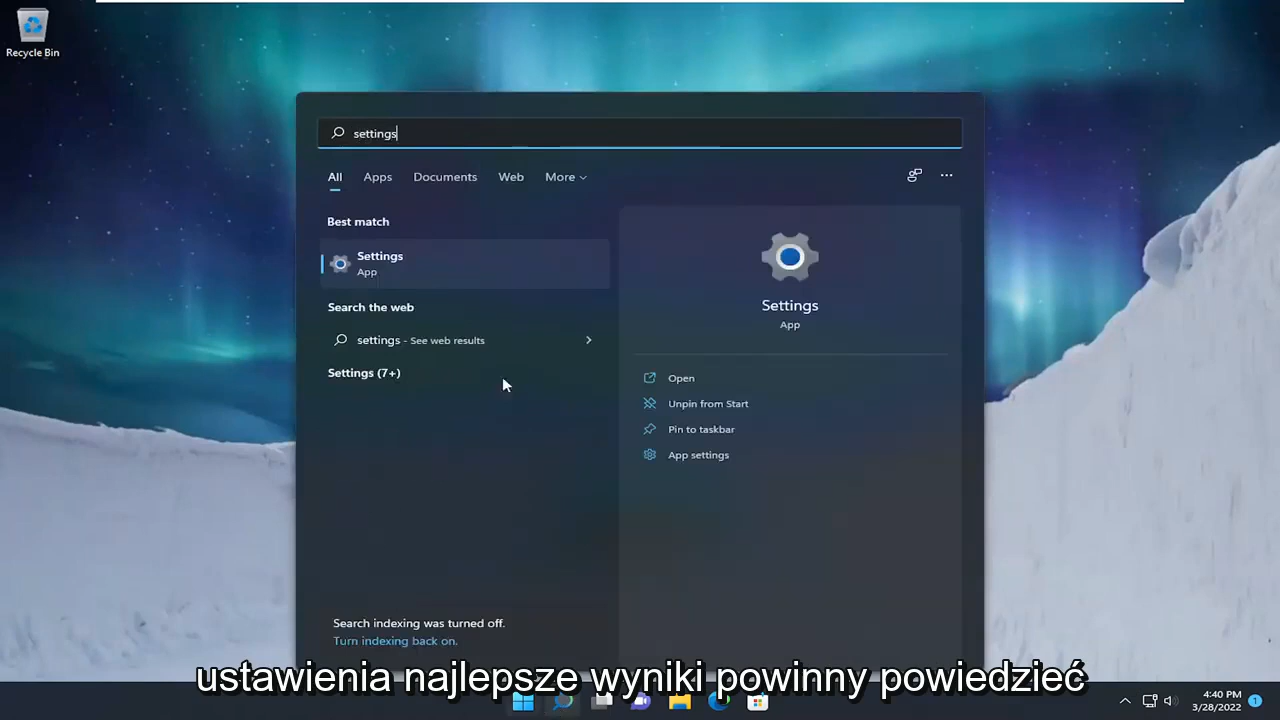 Recycle Bin
settings
All Apps Documents Web More
Best match
Settings
App
Search the web
settings - See web results
Settings (7+)
Settings
App
Open
Unpin from Start
Pin to taskbar
App settings
Search indexing was turned off.
Turn indexing back on.
ustawienia najlepsze wyniki powinny powiedzieć
4:40 PM
3/28/2022
1